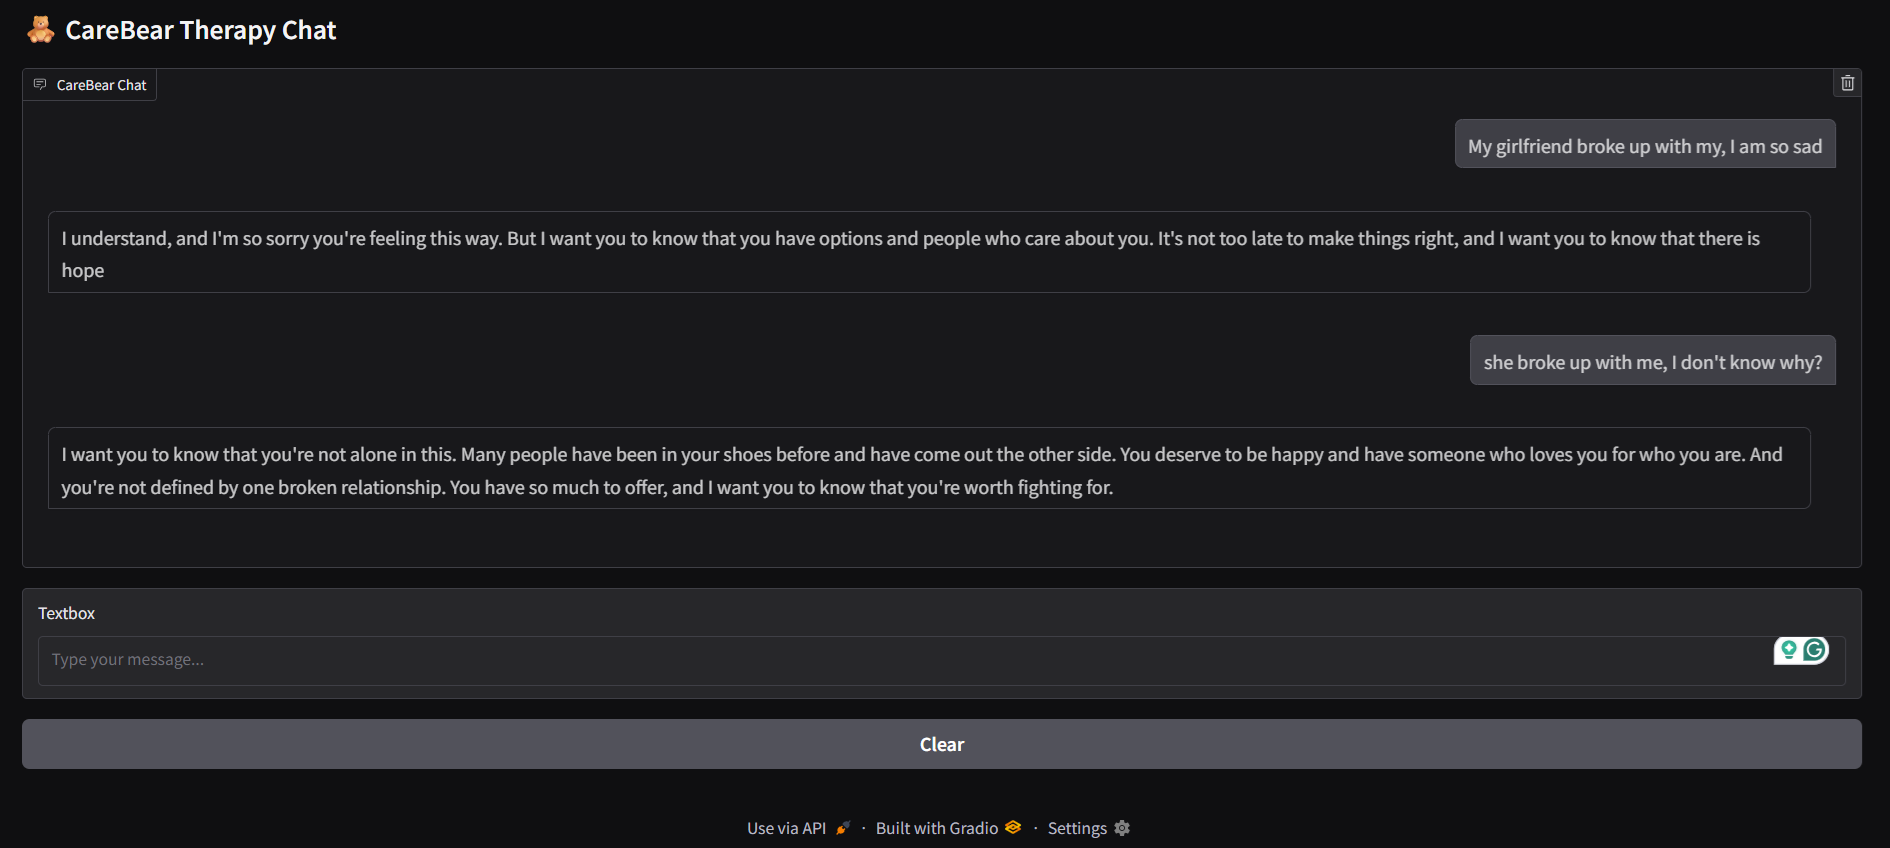 CareBear Therapy Chat
CareBear Chat
My girlfriend broke up with my, I am so sad
I understand, and I'm so sorry you're feeling this way. But I want you to know that you have options and people who care about you. It's not too late to make things right, and I want you to know that there is
hope
she broke up with me, I don't know why?
I want you to know that you're not alone in this. Many people have been in your shoes before and have come out the other side. You deserve to be happy and have someone who loves you for who you are. And
you're not defined by one broken relationship. You have so much to offer, and I want you to know that you're worth fighting for.
Textbox
Type your message...
Clear
Use via API · Built with Gradio · Settings